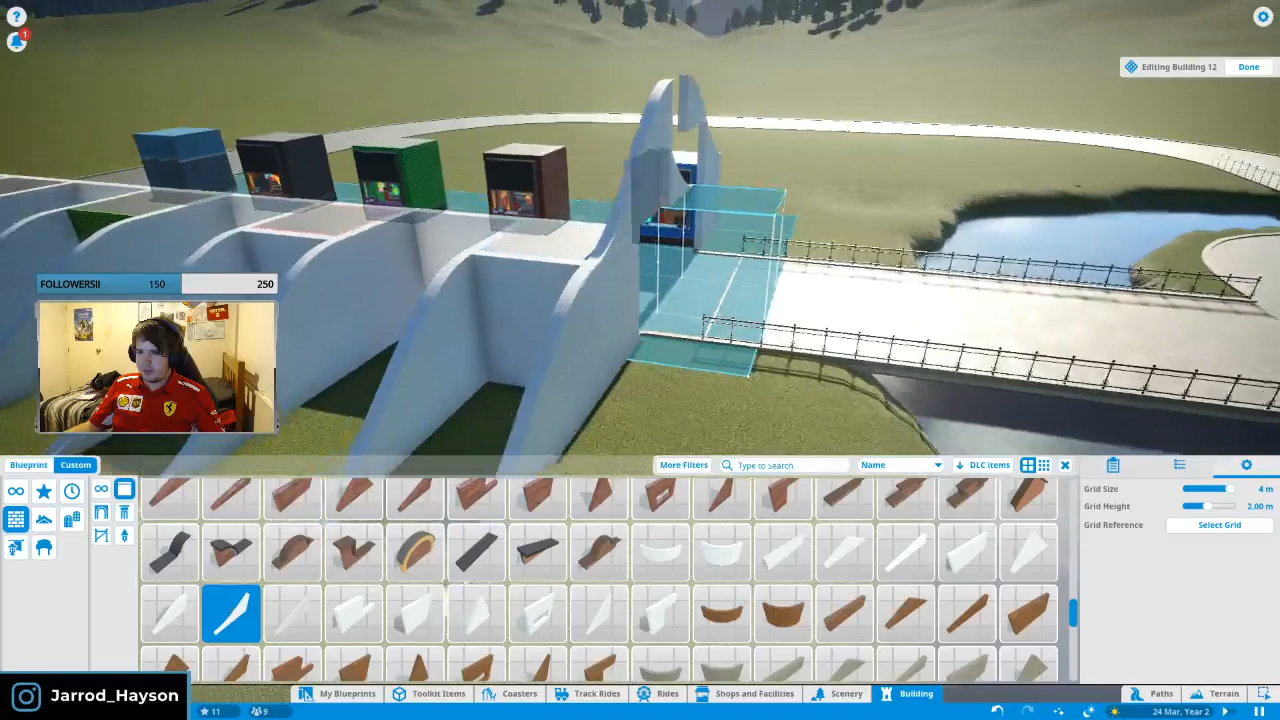 ?
1
Editing Building 12 Done
FOLLOWERSII 150 250
Blueprint Custom
More Filters Type to Search Name DLC items
Grid Size 4 m
Grid Height 2.00 m
Grid Reference Select Grid
Jarrod_Hayson
My Blueprints Toolkit Items Coasters Track Rides Rides Shops and Facilities Scenery Building Paths Terrain
11 9 24 Mar, Year 2